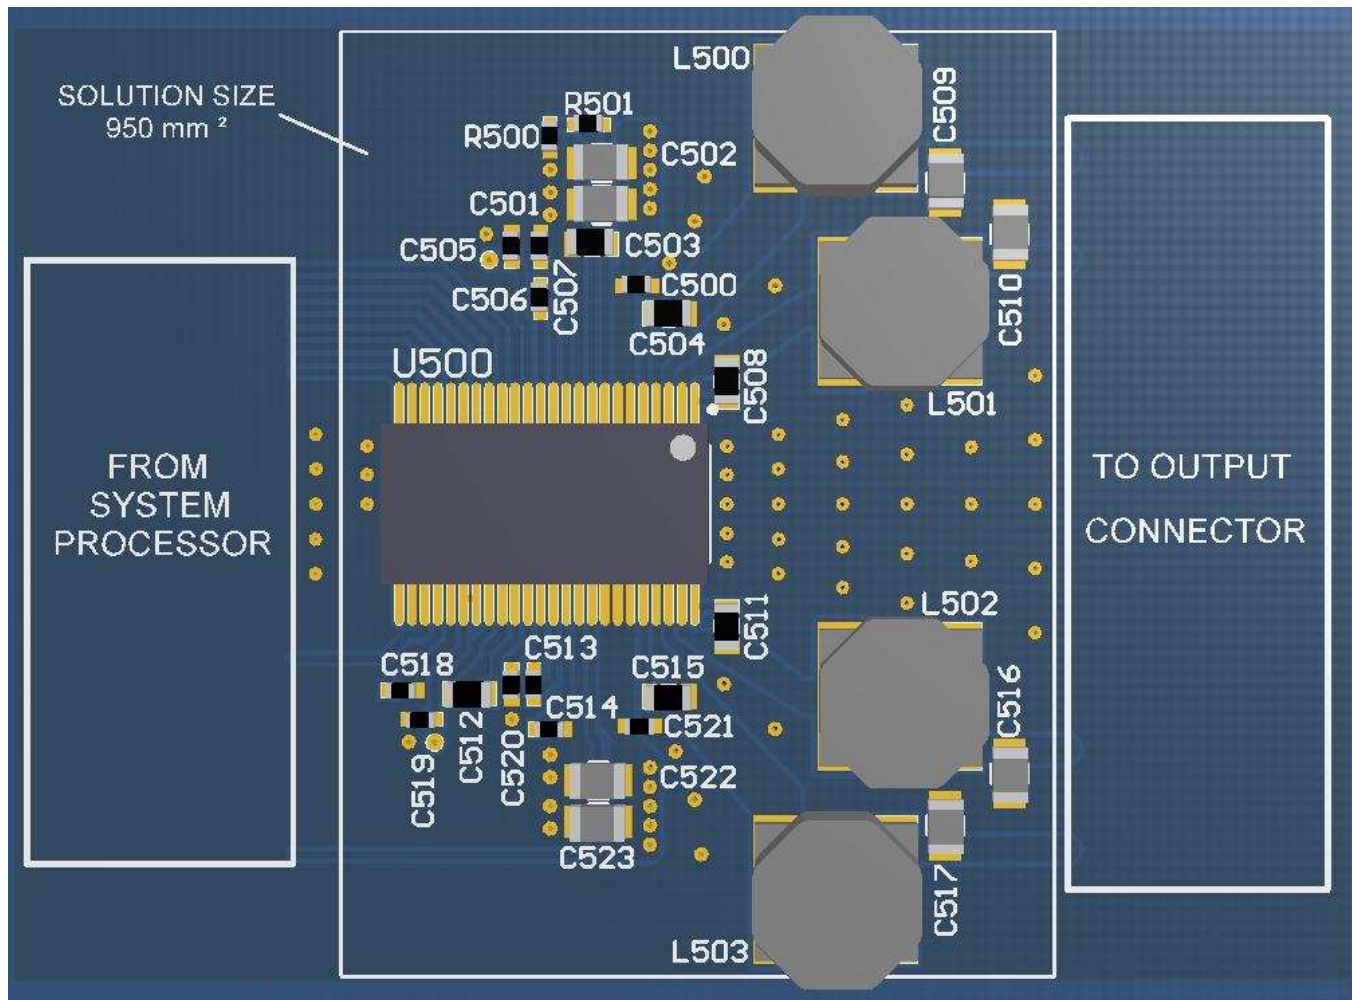 L500
SOLUTION SIZE
950 mm ²
C509
R501
R500
C502
C501
C505
C503
C507
C506
C500
C504
C510
U500
C508
L501
FROM
SYSTEM
PROCESSOR
TO OUTPUT
CONNECTOR
C511
L502
C518
C513
C515
C514
C521
C516
C512
C520
C519
C522
C523
C517
L503